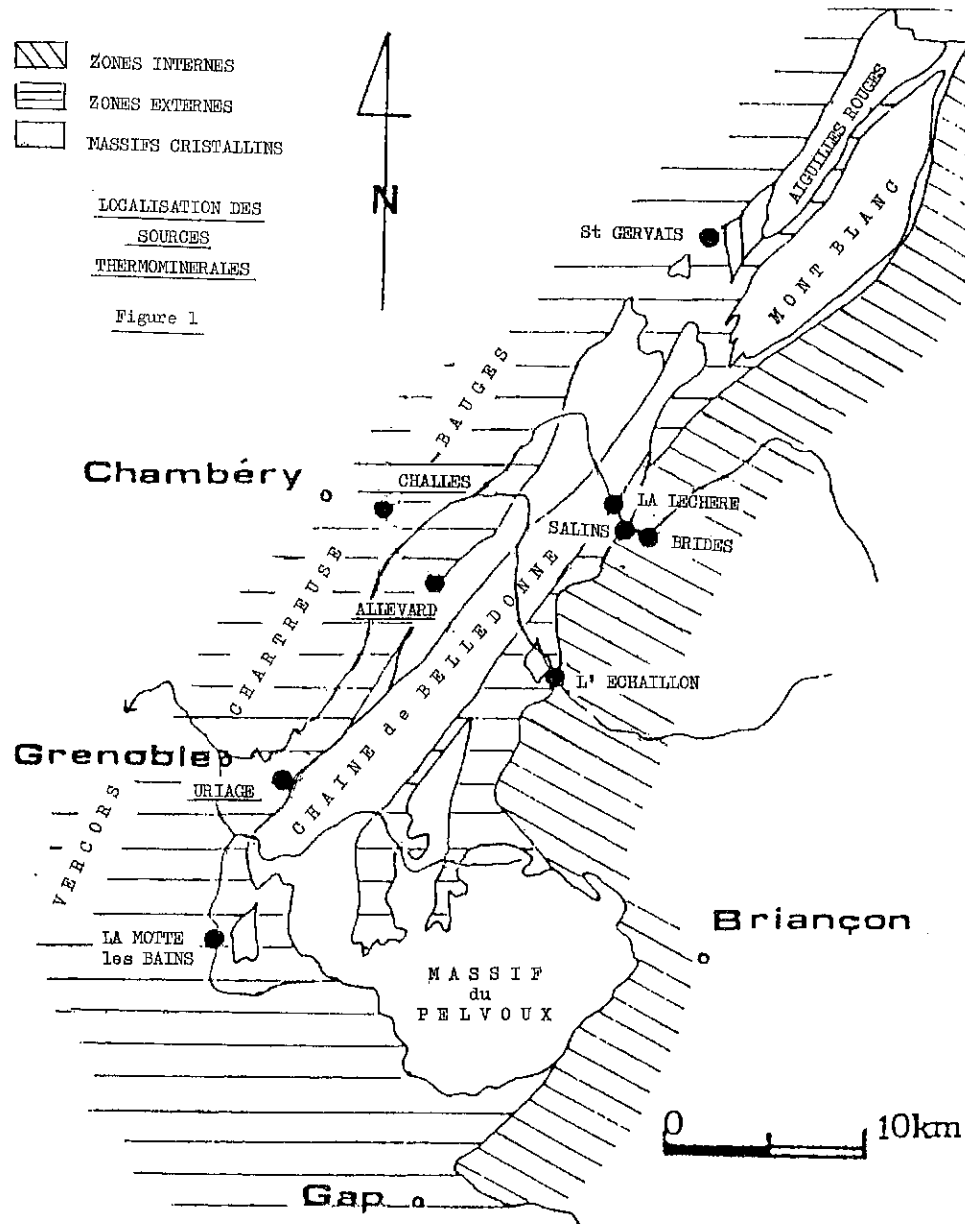 ZONES INTERNES
ZONES EXTERNES
MASSIFS CRISTALLINS
LOCALISATION DES
SOURCES
THERMOMINERALES
Figure 1
N
AIGUILLES ROUGES
St GERVAIS
MONT BLANC
BAUGES
Chambéry
CHALLES
LA LECHERE
SALINS
BRIDES
CHARTREUSE
ALLEVARD
CHAINE de BELLEDONNE
L' ECHAILLON
Grenoble
URIAGE
VERCORS
Briançon
LA MOTTE
les BAINS
MASSIF
du
PELVOUX
0 10km
Gap